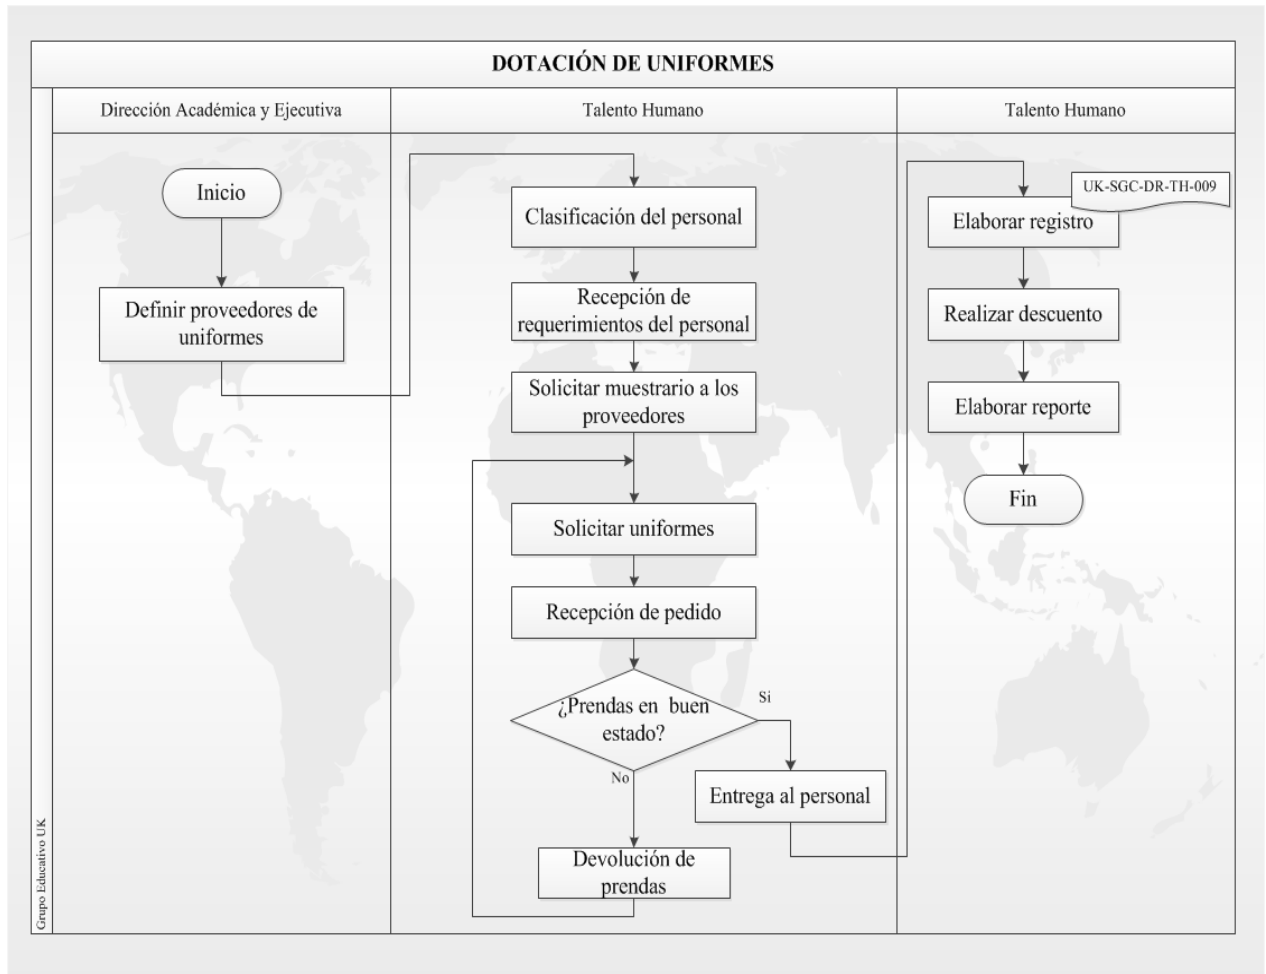 DOTACIÓN DE UNIFORMES
Dirección Académica y Ejecutiva
Talento Humano
Talento Humano
Inicio
Definir proveedores de
uniformes
Clasificación del personal
Recepción de
requerimientos del personal
Solicitar muestrario a los
proveedores
Solicitar uniformes
Recepción de pedido
¿Prendas en buen
estado?
Si
No
Entrega al personal
Devolución de
prendas
UK-SGC-DR-TH-009
Elaborar registro
Realizar descuento
Elaborar reporte
Fin
Grupo Educativo UK